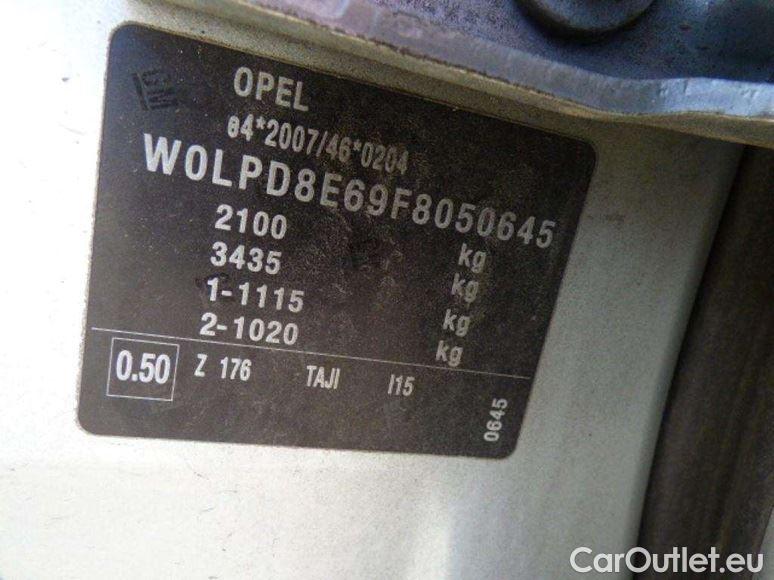 GM
OPEL
e4*2007/46*0204
W0LPD8E69F8050645
2100 kg
3435 kg
1-1115 kg
2-1020 kg
0.50 Z 176 TAJI I15 0645
CarOutlet.eu